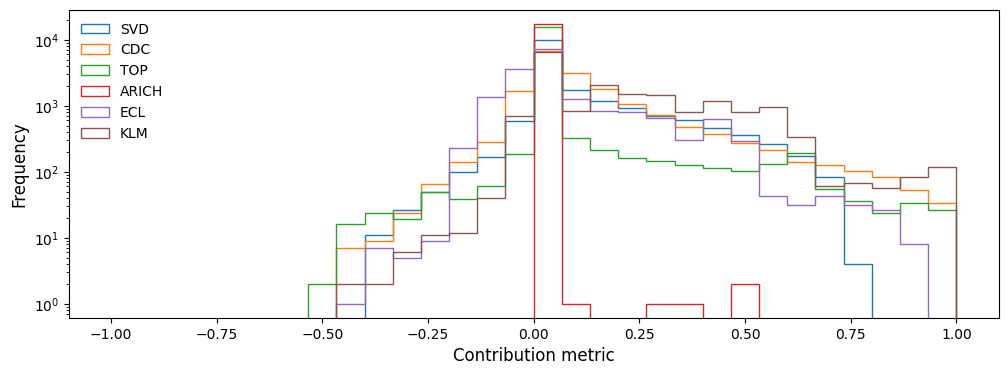 SVD
CDC
TOP
ARICH
ECL
KLM
Frequency
10⁴
10³
10²
10¹
10⁰
−1.00 −0.75 −0.50 −0.25 0.00 0.25 0.50 0.75 1.00
Contribution metric